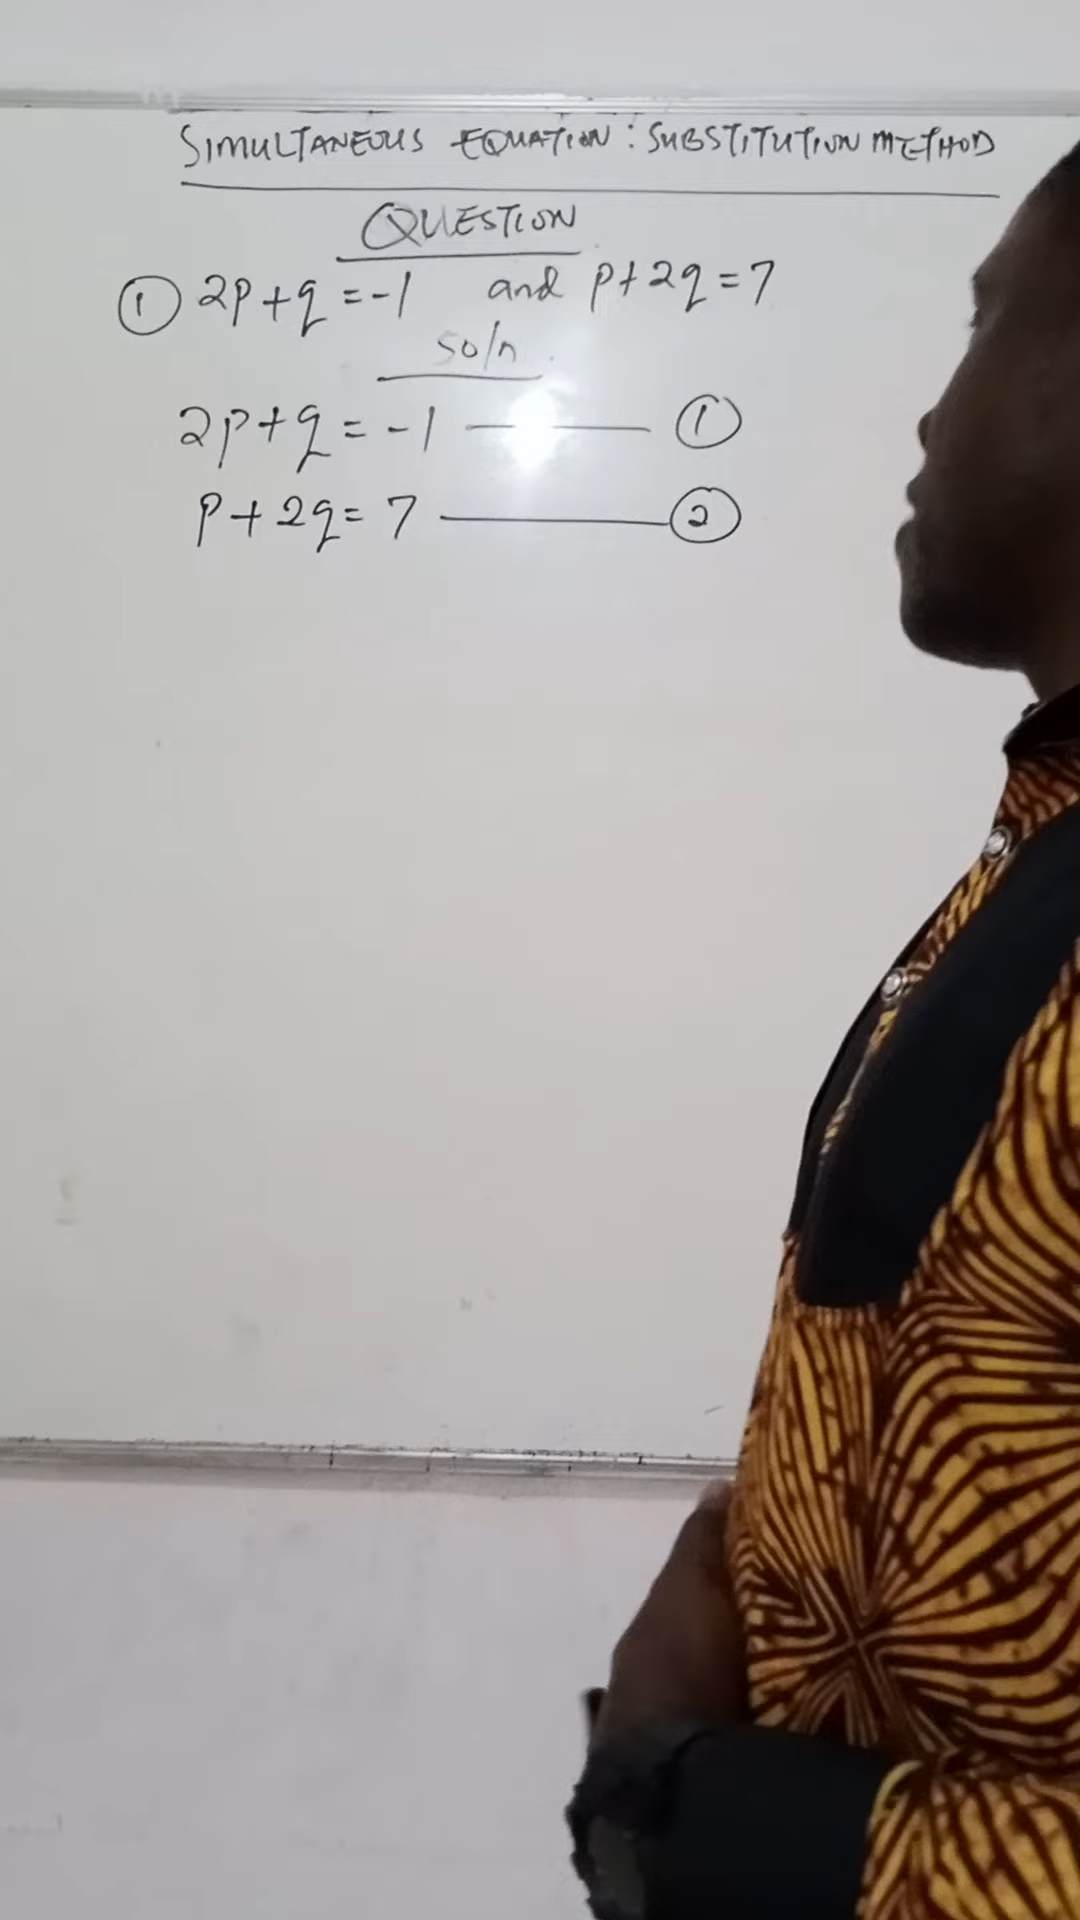 SIMULTANEOUS EQUATION: SUBSTITUTION METHOD
QUESTION
① 2p+q=-1 and p+2q=7
soln
2p+q=-1 —— ①
p+2q=7 —— ②